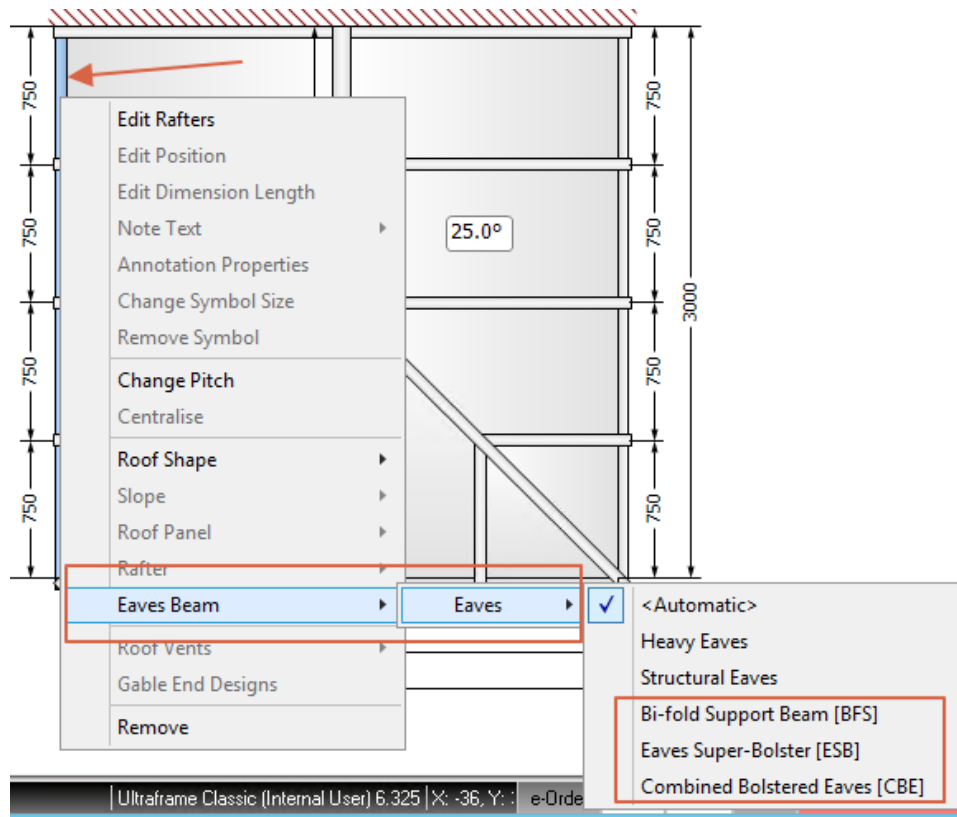 750
750
750
750
750
750
750
750
3000
25.0°
Edit Rafters
Edit Position
Edit Dimension Length
Note Text
Annotation Properties
Change Symbol Size
Remove Symbol
Change Pitch
Centralise
Roof Shape
Slope
Roof Panel
Rafter
Eaves Beam
Roof Vents
Gable End Designs
Remove
Eaves
<Automatic>
Heavy Eaves
Structural Eaves
Bi-fold Support Beam [BFS]
Eaves Super-Bolster [ESB]
Combined Bolstered Eaves [CBE]
Ultraframe Classic (Internal User) 6.325 X: -36, Y: e-Orde